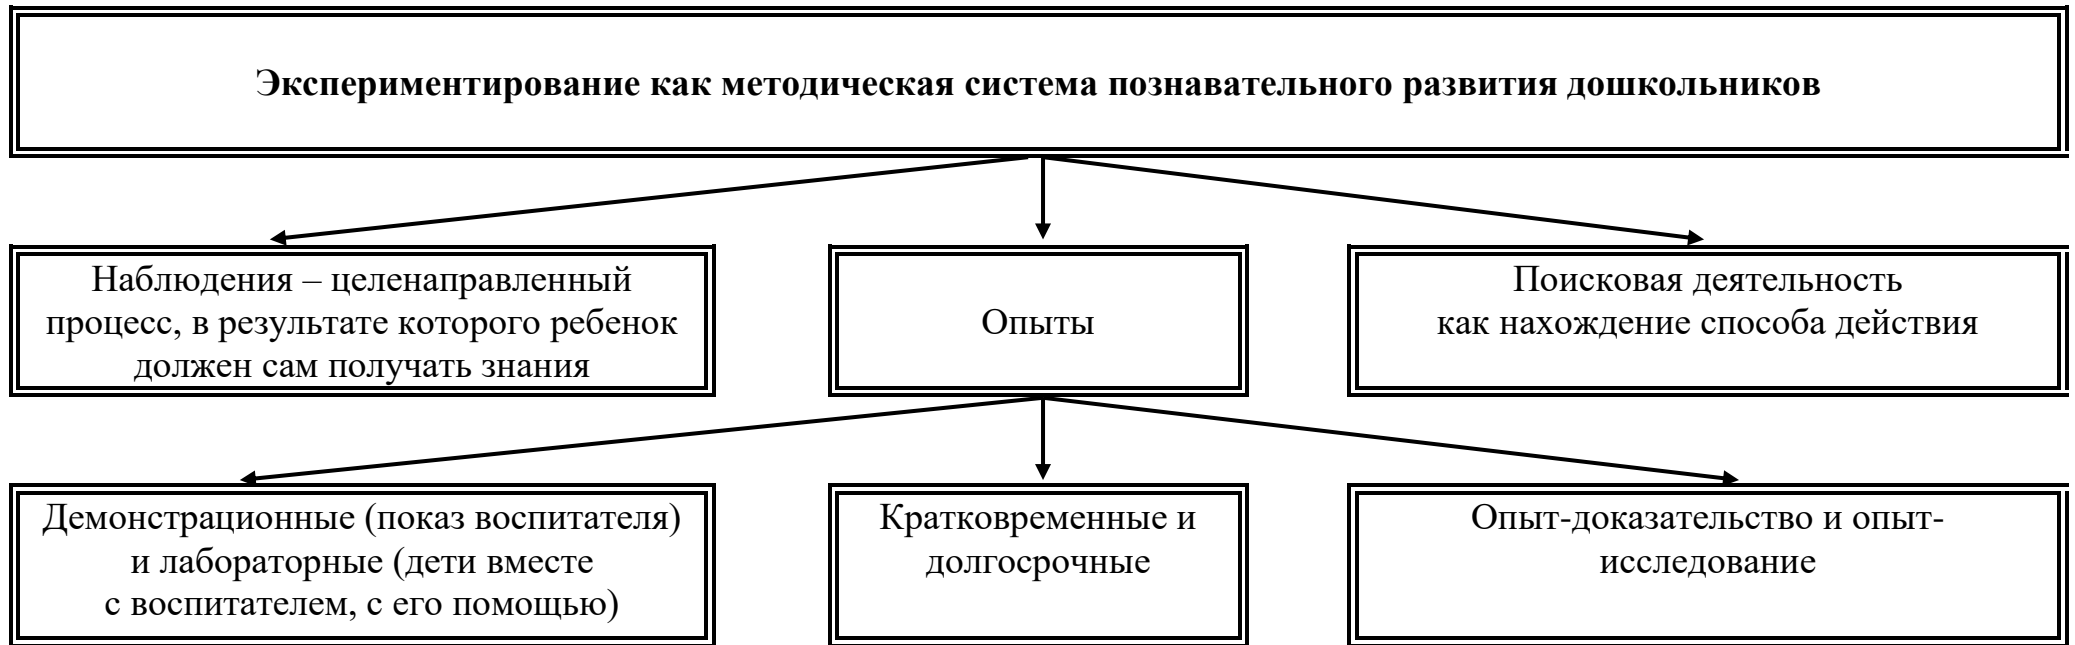 Экспериментирование как методическая система познавательного развития дошкольников
Наблюдения – целенаправленный
процесс, в результате которого ребенок
должен сам получать знания
Опыты
Поисковая деятельность
как нахождение способа действия
Демонстрационные (показ воспитателя)
и лабораторные (дети вместе
с воспитателем, с его помощью)
Кратковременные и
долгосрочные
Опыт-доказательство и опыт-
исследование